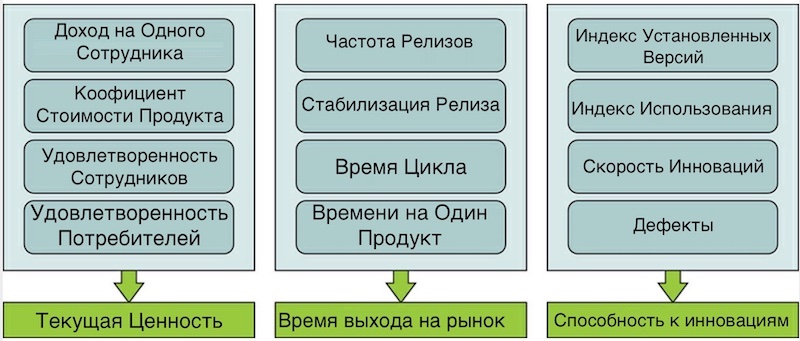 Доход на Одного
Сотрудника
Коофициент
Стоимости Продукта
Удовлетворенность
Сотрудников
Удовлетворенность
Потребителей
Текущая Ценность
Частота Релизов
Стабилизация Релиза
Время Цикла
Времени на Один
Продукт
Время выхода на рынок
Индекс Установленных
Версий
Индекс Использования
Скорость Инноваций
Дефекты
Способность к инновациям